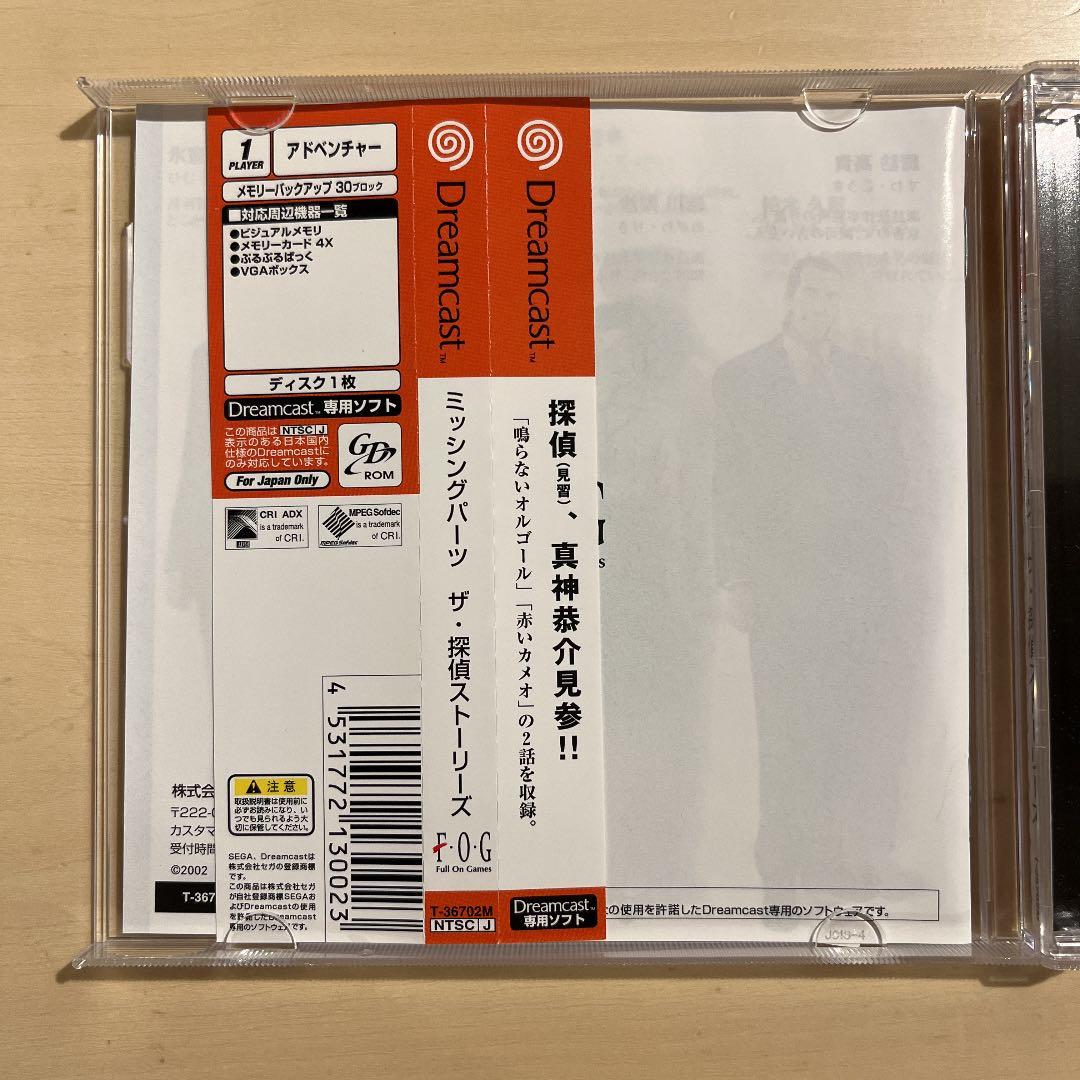 1
PLAYER
アドベンチャー
メモリーバックアップ 30ブロック
■対応周辺機器一覧
●ビジュアルメモリ
●メモリーカード 4X
●ぷるぷるぱっく
●VGAボックス
ディスク1枚
Dreamcast™ 専用ソフト
この商品は NTSC J
表示のある日本国内
仕様のDreamcastに
のみ対応しています。
For Japan Only
GD
ROM
CRI ADX
is a trademark
of CRI.
MPEG Sofdec
is a trademark
of CRI.
4 531772 130023
注意
取扱説明書は使用前に
必ずお読みになり、い
つでも見られるよう大
切に保管してください。
SEGA、Dreamcastは
株式会社セガの登録商標
です。
この商品は株式会社セガ
が自社登録商標SEGAお
よびDreamcastの使用
を許諾したDreamcast
専用のソフトウェアです。
Dreamcast™
ミッシングパーツ ザ・探偵ストーリーズ
F・O・G
Full On Games
T-36702M
NTSC J
Dreamcast™
探偵(見習)、真神恭介見参!!
「鳴らないオルゴール」「赤いカメオ」の2話を収録。
Dreamcast™
専用ソフト
株式会
〒222-0
カスタマ
受付時間
©2002
T-367
の使用を許諾したDreamcast専用のソフトウェアです。